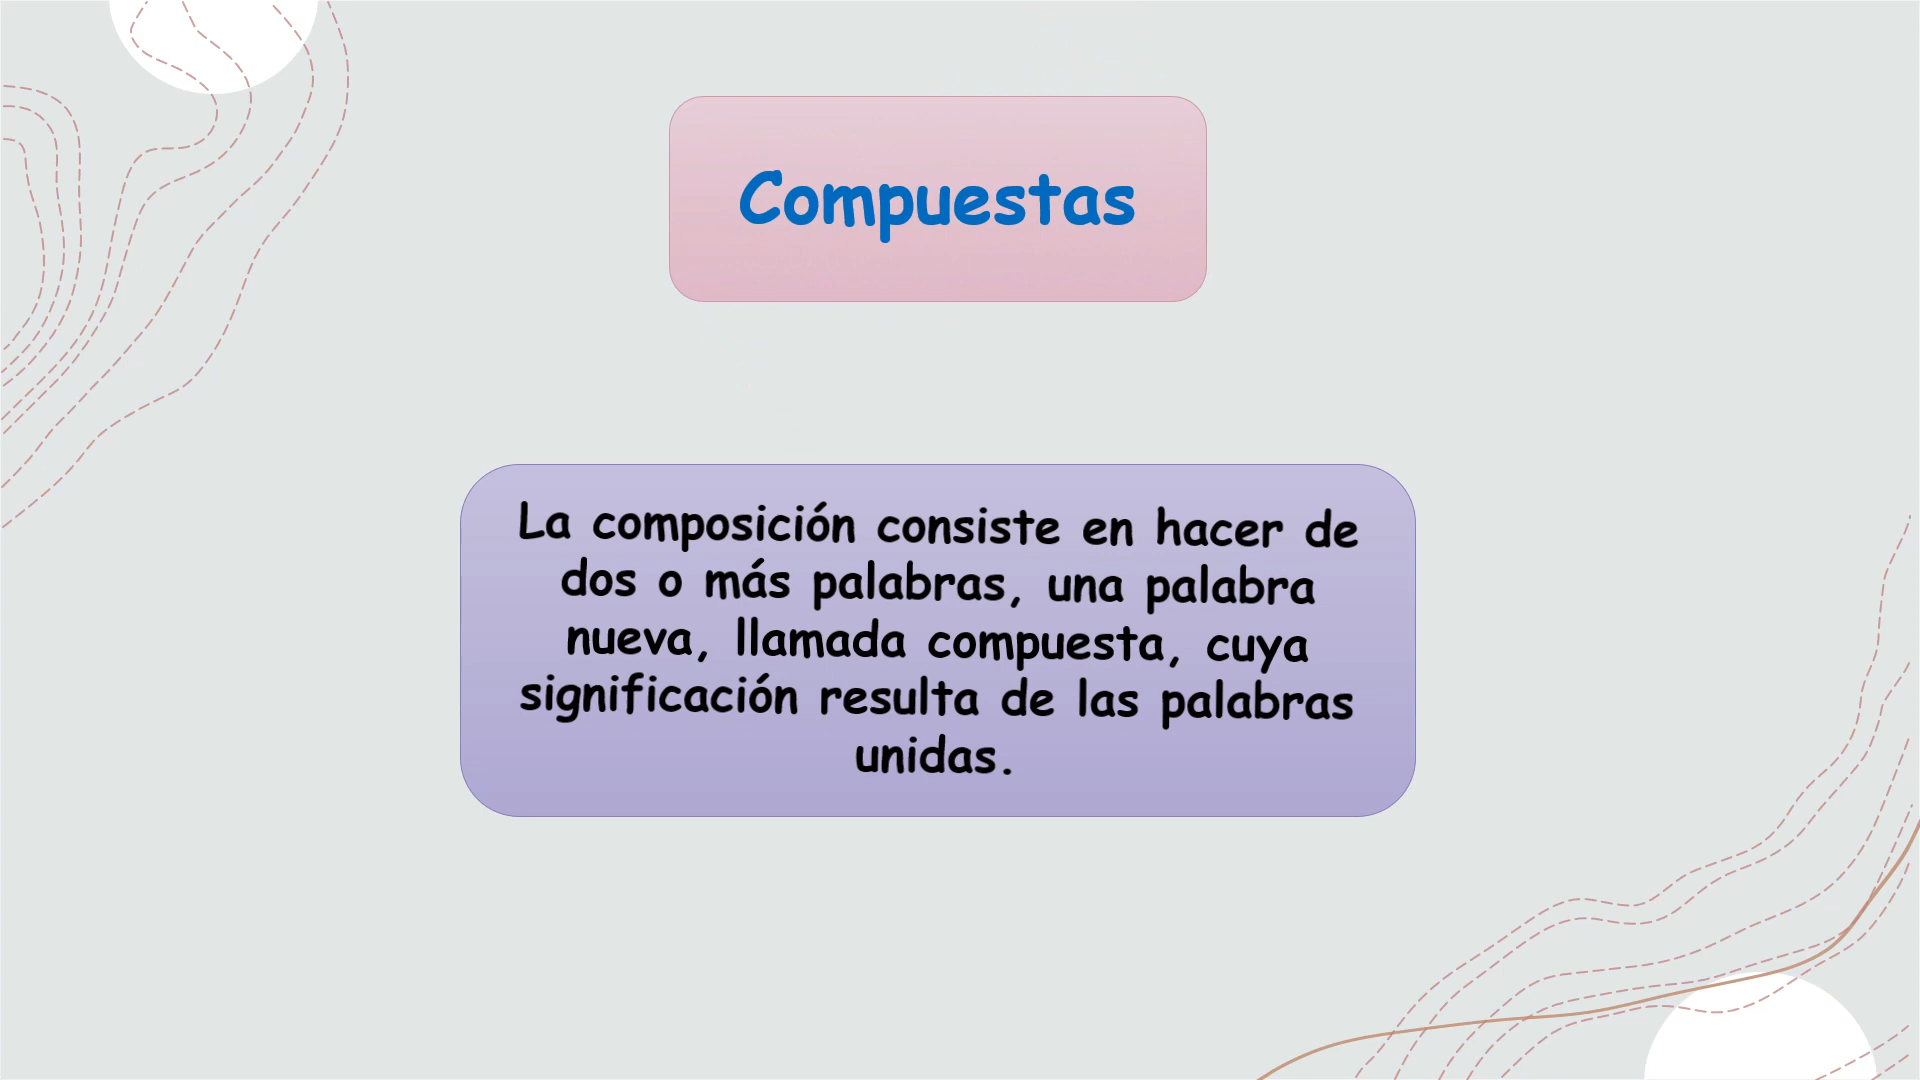 Compuestas
La composición consiste en hacer de
dos o más palabras, una palabra
nueva, llamada compuesta, cuya
significación resulta de las palabras
unidas.